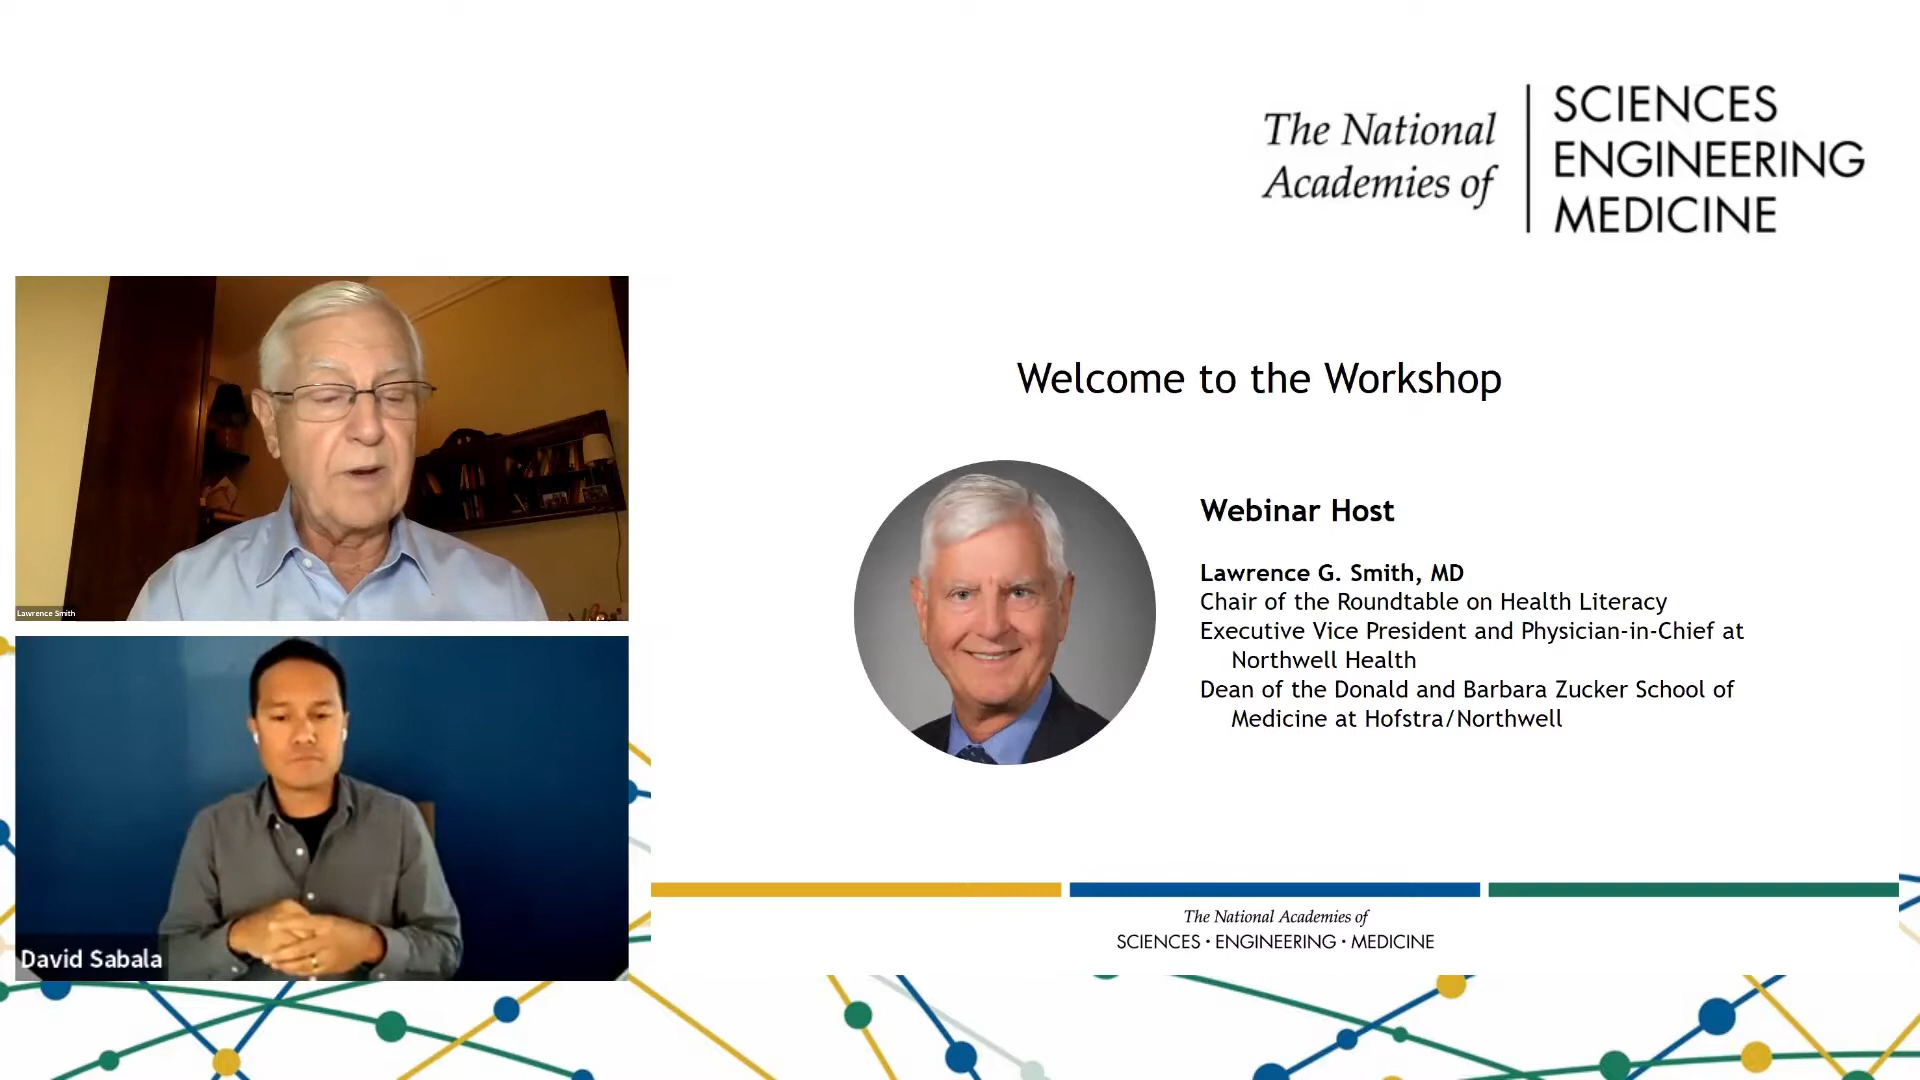 The National
Academies of
SCIENCES
ENGINEERING
MEDICINE
Lawrence Smith
David Sabala
Welcome to the Workshop
Webinar Host
Lawrence G. Smith, MD
Chair of the Roundtable on Health Literacy
Executive Vice President and Physician-in-Chief at
Northwell Health
Dean of the Donald and Barbara Zucker School of
Medicine at Hofstra/Northwell
The National Academies of
SCIENCES · ENGINEERING · MEDICINE